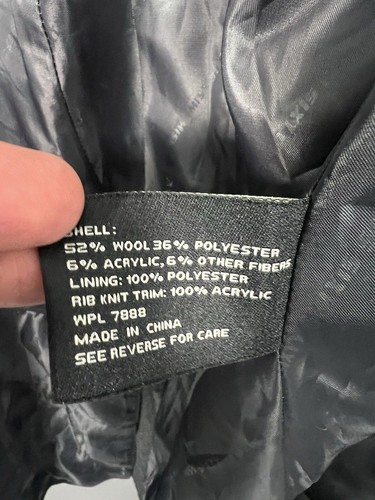 SHELL:
52% WOOL 36% POLYESTER
6% ACRYLIC, 6% OTHER FIBERS
LINING: 100% POLYESTER
RIB KNIT TRIM: 100% ACRYLIC
WPL 7888
MADE IN CHINA
SEE REVERSE FOR CARE